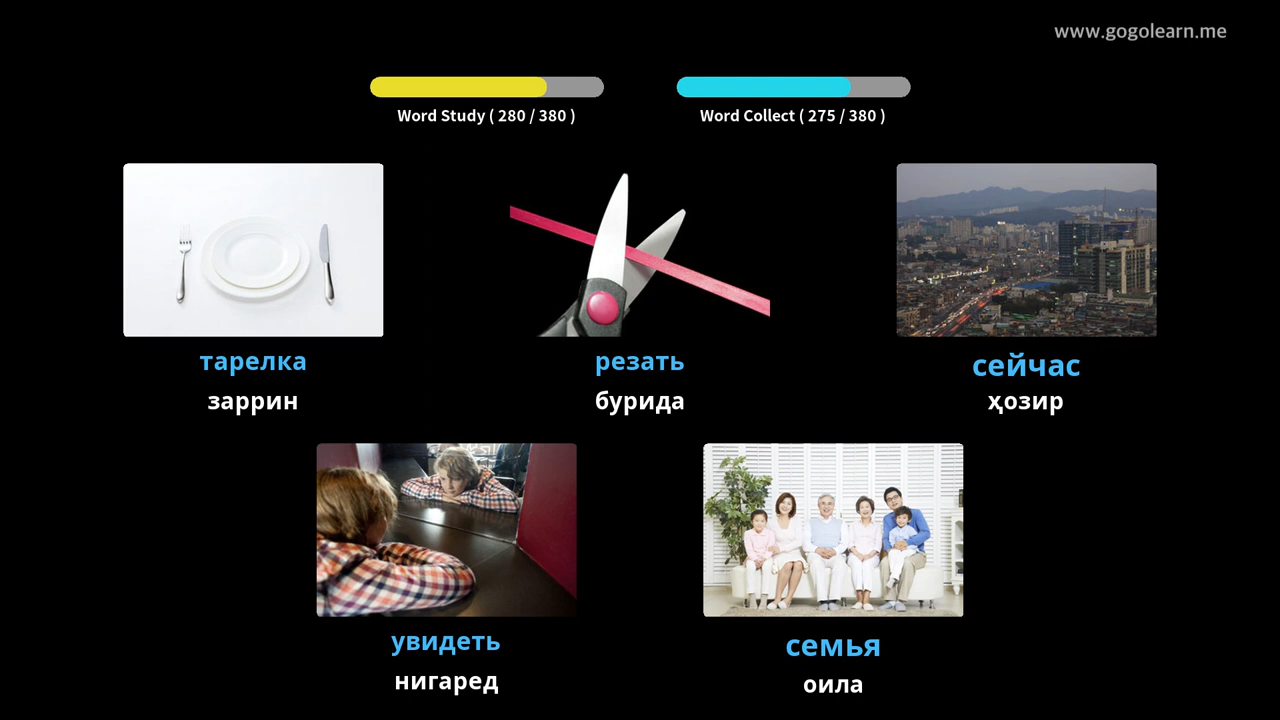 www.gogolearn.me
Word Study ( 280 / 380 )
Word Collect ( 275 / 380 )
тарелка
заррин
резать
бурида
сейчас
ҳозир
увидеть
нигаред
семья
оила